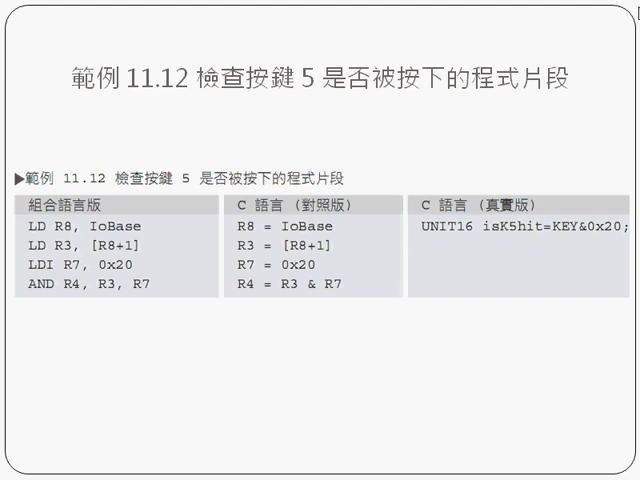 範例 11.12 檢查按鍵 5 是否被按下的程式片段
▶範例 11.12 檢查按鍵 5 是否被按下的程式片段
組合語言版
LD R8, IoBase
LD R3, [R8+1]
LDI R7, 0x20
AND R4, R3, R7
C 語言 (對照版)
R8 = IoBase
R3 = [R8+1]
R7 = 0x20
R4 = R3 & R7
C 語言 (真實版)
UNIT16 isK5hit=KEY&0x20;